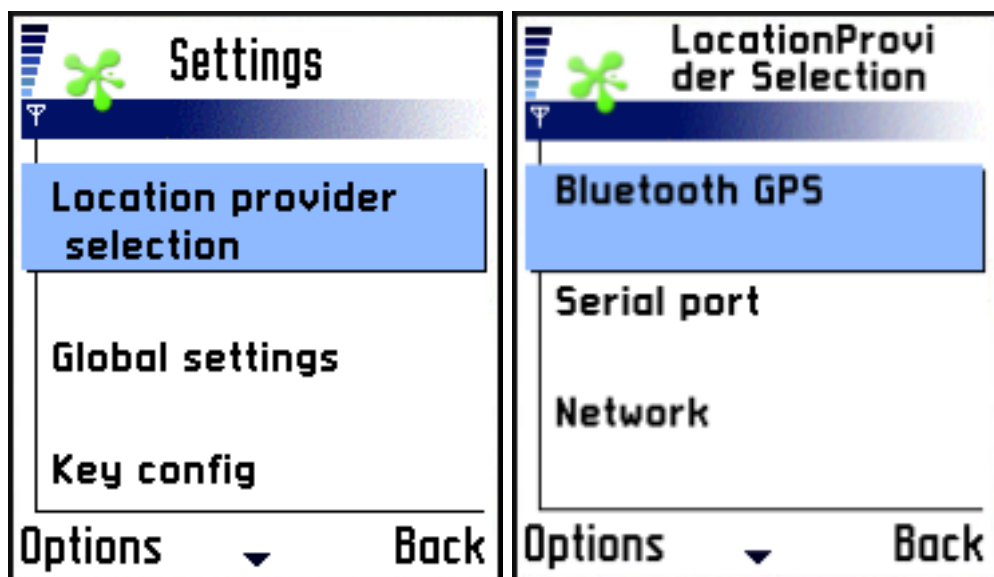 Settings
Location provider
selection
Global settings
Key config
Options
Back
LocationProvi
der Selection
Bluetooth GPS
Serial port
Network
Options
Back